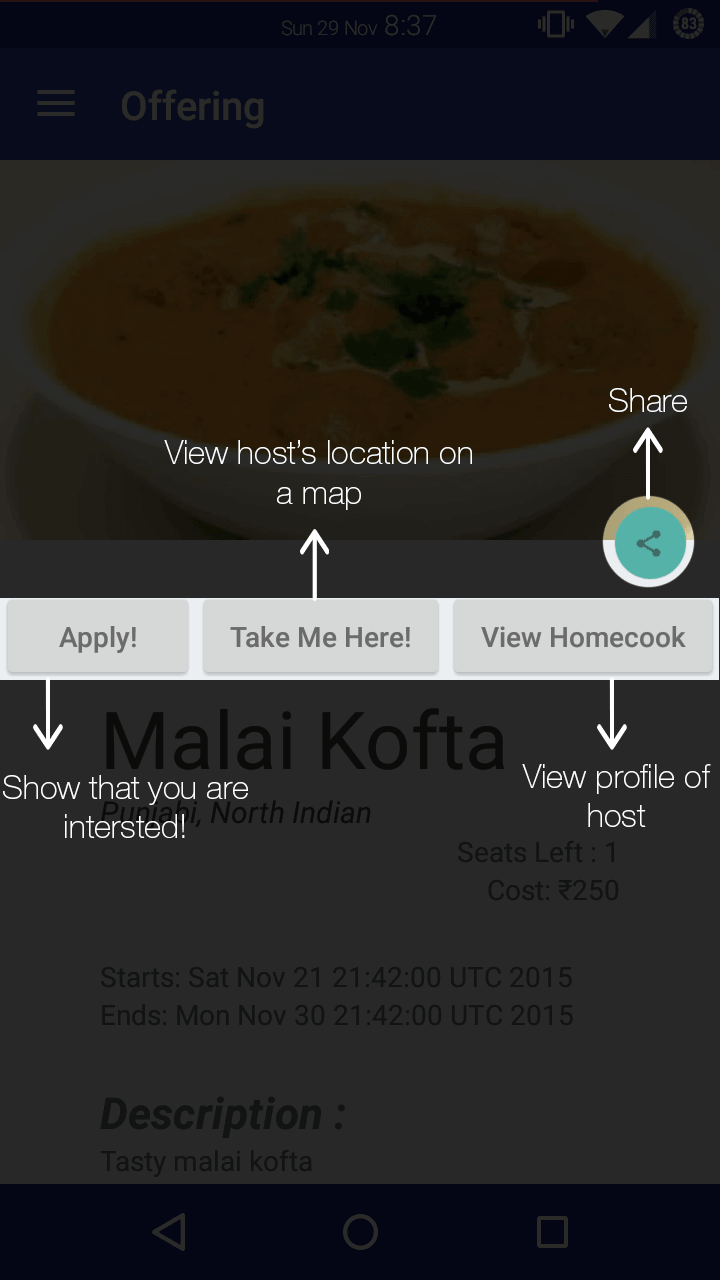 Sun 29 Nov 8:37
83
Offering
Share
View host's location on
a map
Apply!
Take Me Here!
View Homecook
Malai Kofta
Show that you are
intersted!
View profile of
host
Punjabi, North Indian
Seats Left : 1
Cost: ₹250
Starts: Sat Nov 21 21:42:00 UTC 2015
Ends: Mon Nov 30 21:42:00 UTC 2015
Description :
Tasty malai kofta